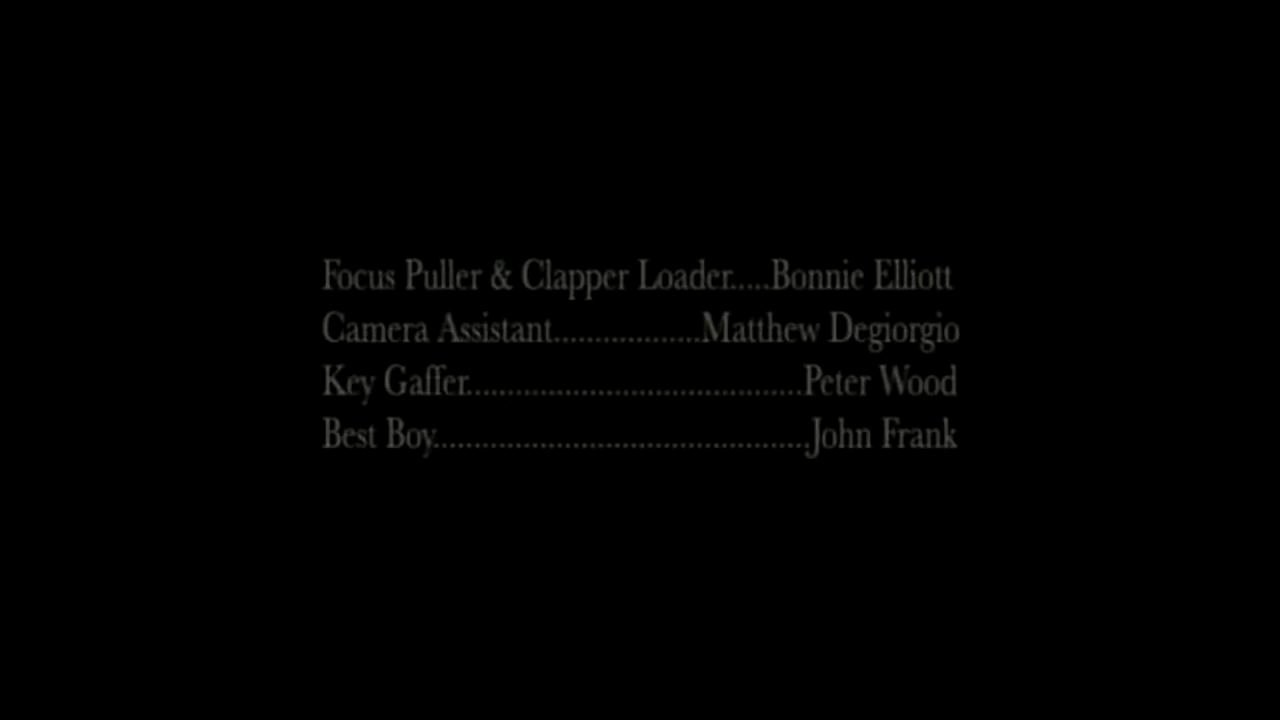 Focus Puller & Clapper Loader.....Bonnie Elliott
Camera Assistant..................Matthew Degiorgio
Key Gaffer.........................................Peter Wood
Best Boy..............................................John Frank